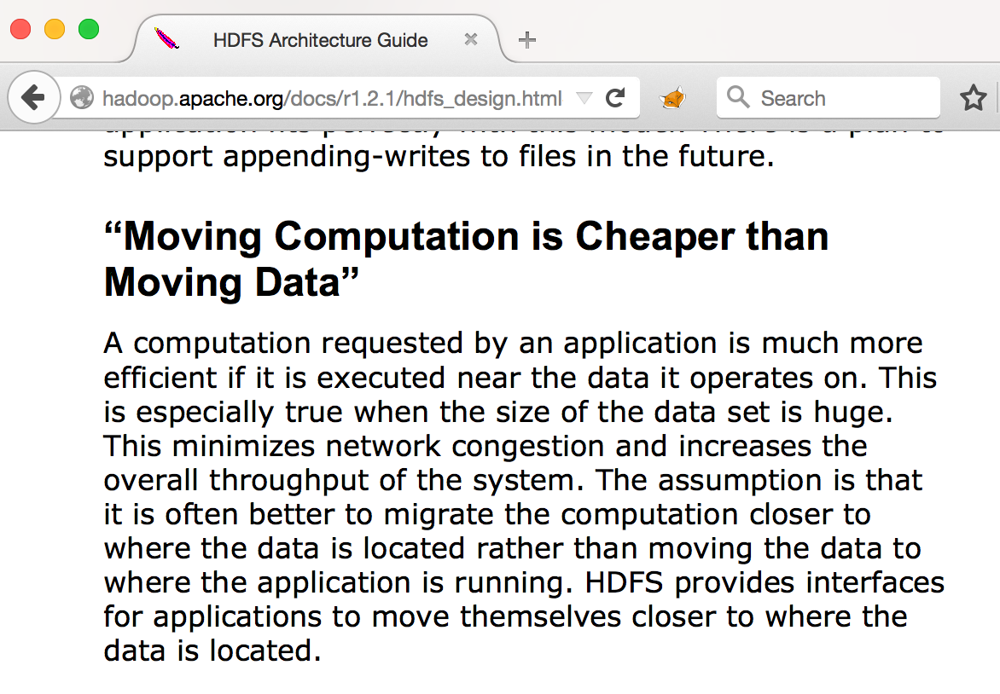 HDFS Architecture Guide
hadoop.apache.org/docs/r1.2.1/hdfs_design.html
Search
support appending-writes to files in the future.
“Moving Computation is Cheaper than
Moving Data”
A computation requested by an application is much more
efficient if it is executed near the data it operates on. This
is especially true when the size of the data set is huge.
This minimizes network congestion and increases the
overall throughput of the system. The assumption is that
it is often better to migrate the computation closer to
where the data is located rather than moving the data to
where the application is running. HDFS provides interfaces
for applications to move themselves closer to where the
data is located.